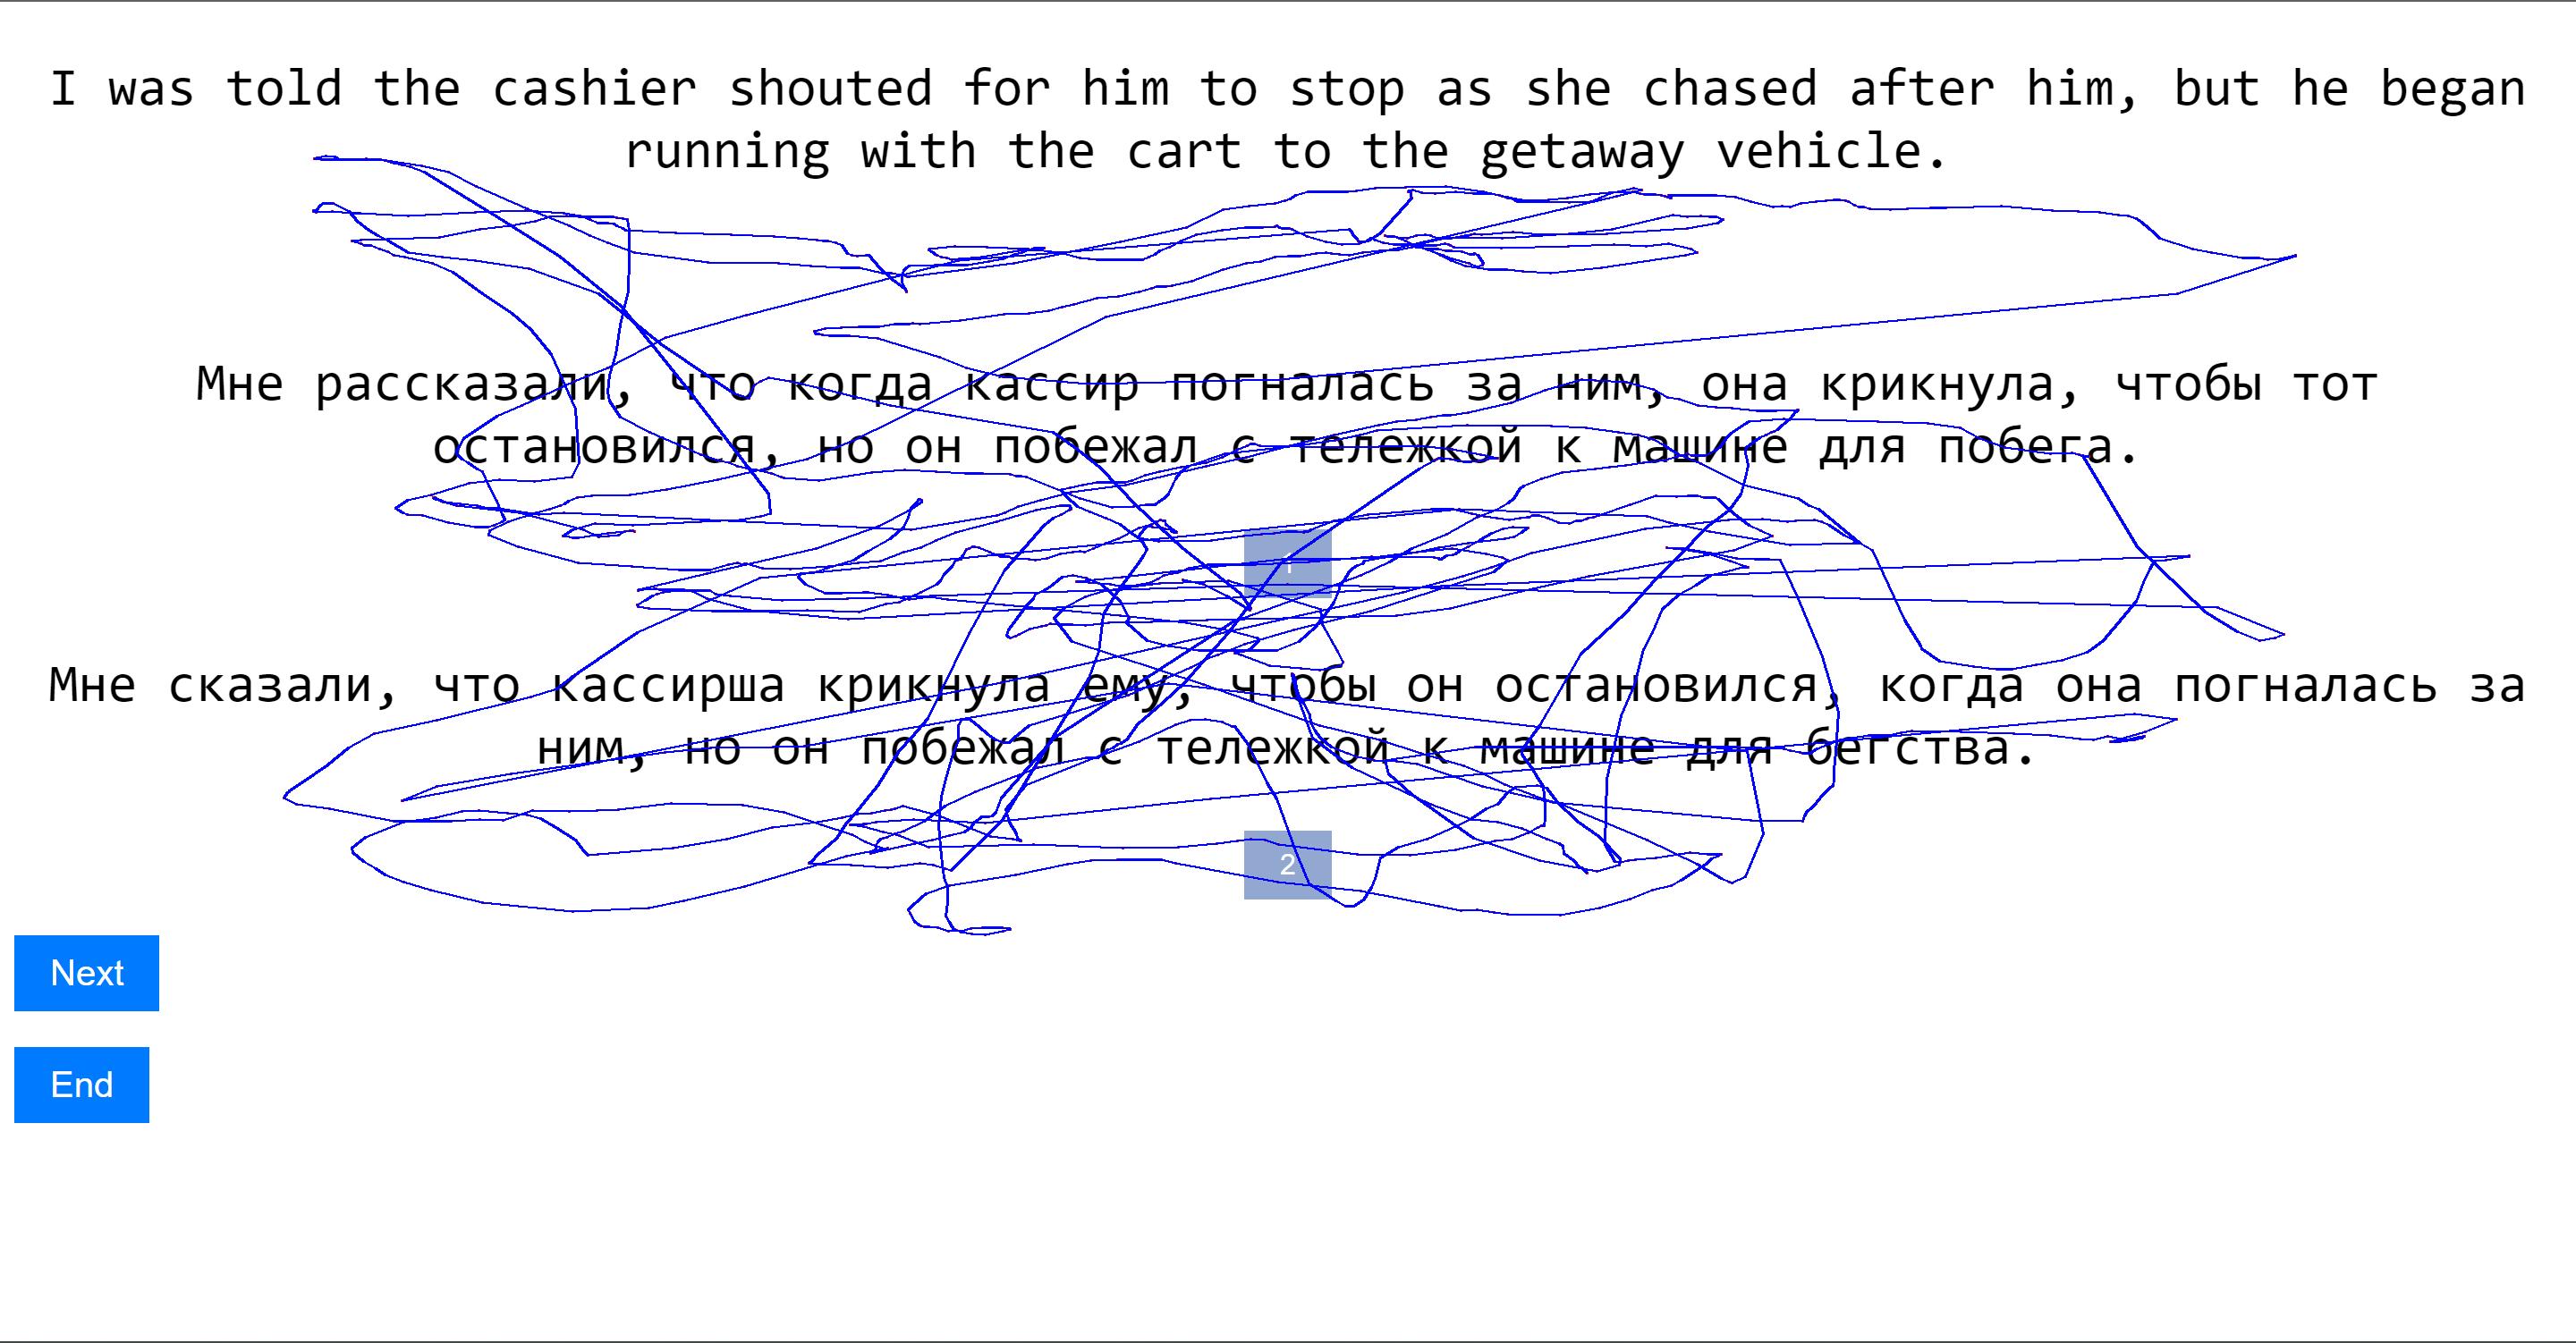 I was told the cashier shouted for him to stop as she chased after him, but he began
running with the cart to the getaway vehicle.
Мне рассказали, что когда кассир погналась за ним, она крикнула, чтобы тот
остановился, но он побежал с тележкой к машине для побега.
1
Мне сказали, что кассирша крикнула ему, чтобы он остановился, когда она погналась за
ним, но он побежал с тележкой к машине для бегства.
2
Next
End